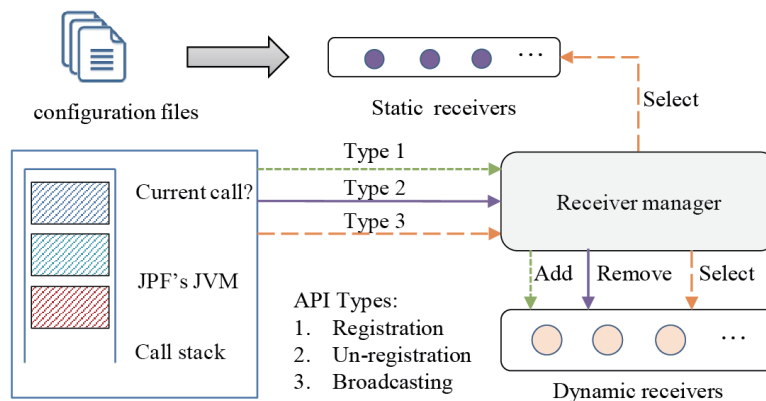 configuration files
...
Static receivers
Select
Type 1
Current call?
Type 2
Receiver manager
Type 3
JPF's JVM
Add
Remove
Select
API Types:
1. Registration
2. Un-registration
3. Broadcasting
Call stack
...
Dynamic receivers